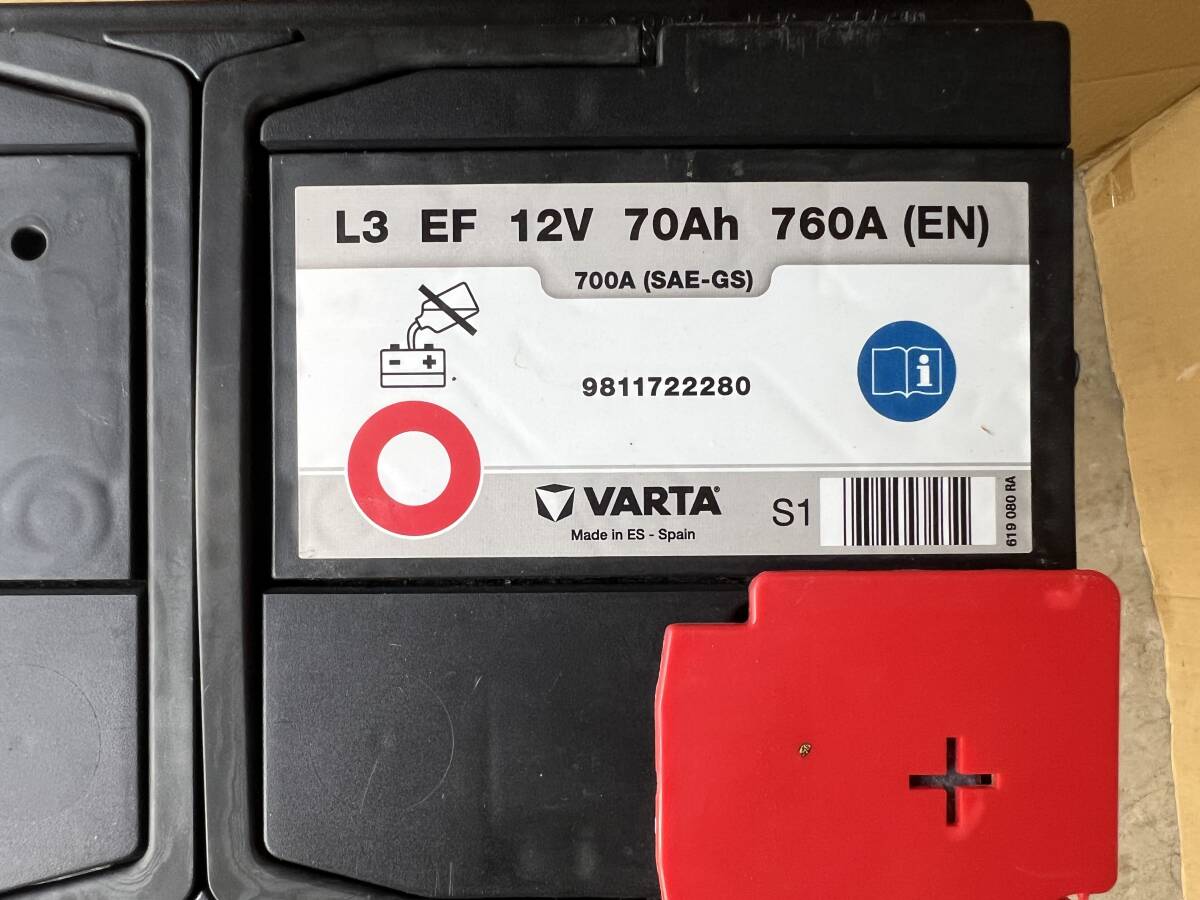 L3 EF 12V 70Ah 760A (EN)
700A (SAE-GS)
- +
9811722280
i
VARTA®
Made in ES - Spain
S1
619 080 RA
+